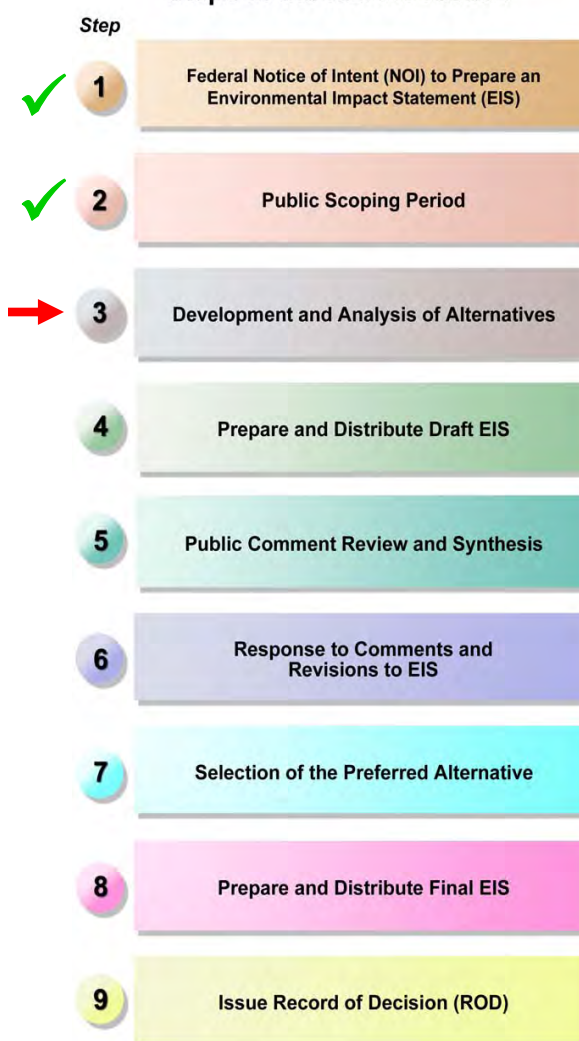 Step
1
Federal Notice of Intent (NOI) to Prepare an
Environmental Impact Statement (EIS)
2
Public Scoping Period
3
Development and Analysis of Alternatives
4
Prepare and Distribute Draft EIS
5
Public Comment Review and Synthesis
6
Response to Comments and
Revisions to EIS
7
Selection of the Preferred Alternative
8
Prepare and Distribute Final EIS
9
Issue Record of Decision (ROD)